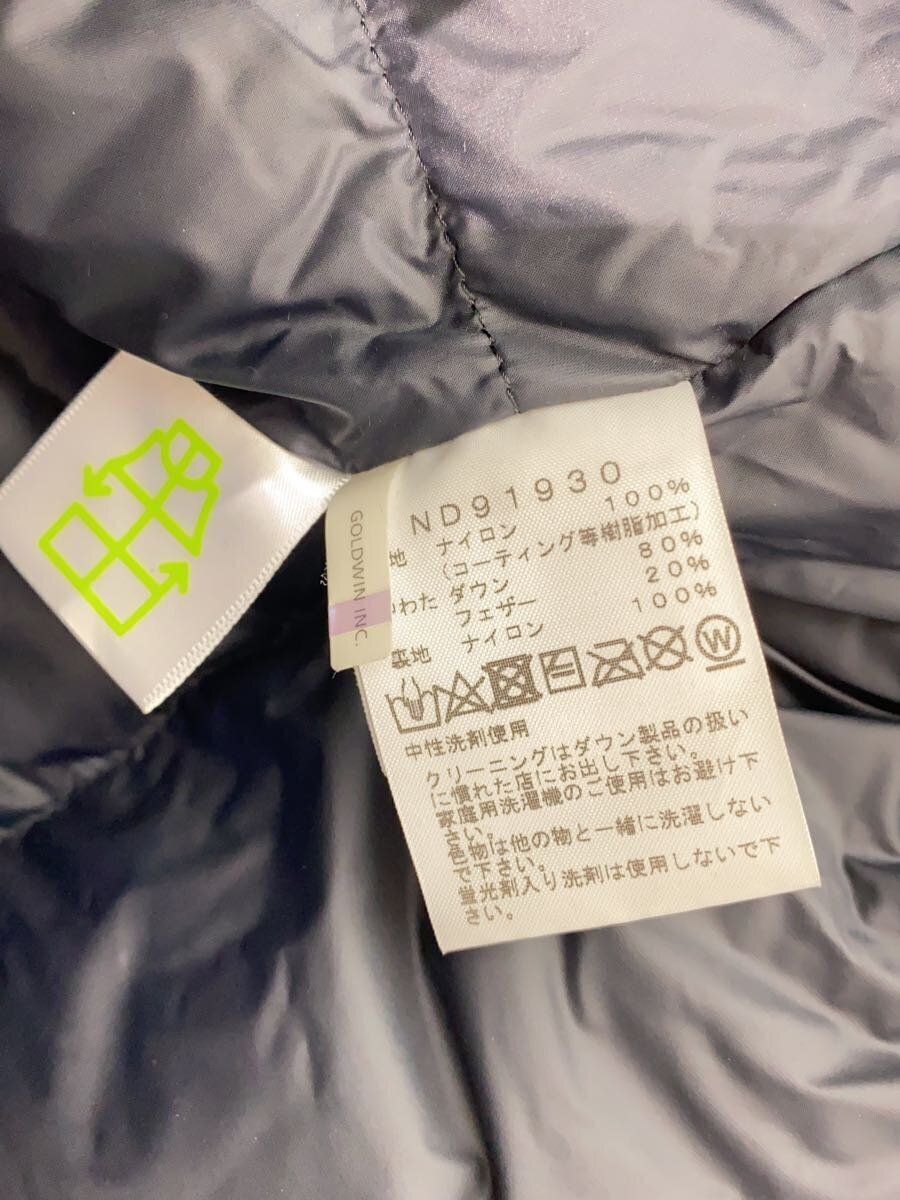 ND91930
地 ナイロン 100%
(コーティング等樹脂加工)
わた ダウン 80%
フェザー 20%
裏地 ナイロン 100%
W
中性洗剤使用
クリーニングはダウン製品の扱い
に慣れた店にお出し下さい。
家庭用洗濯機のご使用はお避け下
さい。
色物は他の物と一緒に洗濯しない
で下さい。
蛍光剤入り洗剤は使用しないで下
さい。
GOLDWIN INC.